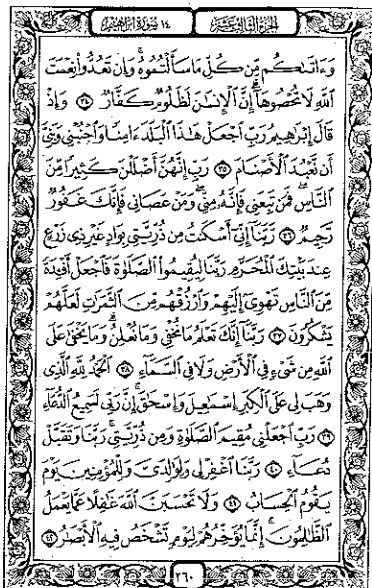 الجزء الثالث عشر
١٤ سورة إبراهيم
وَءَاتَىٰكُم مِّن كُلِّ مَا سَأَلْتُمُوهُ ۚ وَإِن تَعُدُّوا۟ نِعْمَتَ
ٱللَّهِ لَا تُحْصُوهَآ ۗ إِنَّ ٱلْإِنسَٰنَ لَظَلُومٌ كَفَّارٌ ٣٤ وَإِذْ
قَالَ إِبْرَٰهِيمُ رَبِّ ٱجْعَلْ هَٰذَا ٱلْبَلَدَ ءَامِنًا وَٱجْنُبْنِى وَبَنِىَّ
أَن نَّعْبُدَ ٱلْأَصْنَامَ ٣٥ رَبِّ إِنَّهُنَّ أَضْلَلْنَ كَثِيرًا مِّنَ
ٱلنَّاسِ ۖ فَمَن تَبِعَنِى فَإِنَّهُۥ مِنِّى ۖ وَمَنْ عَصَانِى فَإِنَّكَ غَفُورٌ
رَّحِيمٌ ٣٦ رَّبَّنَآ إِنِّىٓ أَسْكَنتُ مِن ذُرِّيَّتِى بِوَادٍ غَيْرِ ذِى زَرْعٍ
عِندَ بَيْتِكَ ٱلْمُحَرَّمِ رَبَّنَا لِيُقِيمُوا۟ ٱلصَّلَوٰةَ فَٱجْعَلْ أَفْـِٔدَةً
مِّنَ ٱلنَّاسِ تَهْوِىٓ إِلَيْهِمْ وَٱرْزُقْهُم مِّنَ ٱلثَّمَرَٰتِ لَعَلَّهُمْ
يَشْكُرُونَ ٣٧ رَبَّنَآ إِنَّكَ تَعْلَمُ مَا نُخْفِى وَمَا نُعْلِنُ ۗ وَمَا يَخْفَىٰ عَلَى
ٱللَّهِ مِن شَىْءٍ فِى ٱلْأَرْضِ وَلَا فِى ٱلسَّمَآءِ ٣٨ ٱلْحَمْدُ لِلَّهِ ٱلَّذِى
وَهَبَ لِى عَلَى ٱلْكِبَرِ إِسْمَٰعِيلَ وَإِسْحَٰقَ ۚ إِنَّ رَبِّى لَسَمِيعُ ٱلدُّعَآءِ
٣٩ رَبِّ ٱجْعَلْنِى مُقِيمَ ٱلصَّلَوٰةِ وَمِن ذُرِّيَّتِى ۚ رَبَّنَا وَتَقَبَّلْ
دُعَآءِ ٤٠ رَبَّنَا ٱغْفِرْ لِى وَلِوَٰلِدَىَّ وَلِلْمُؤْمِنِينَ يَوْمَ
يَقُومُ ٱلْحِسَابُ ٤١ وَلَا تَحْسَبَنَّ ٱللَّهَ غَٰفِلًا عَمَّا يَعْمَلُ
ٱلظَّٰلِمُونَ ۚ إِنَّمَا يُؤَخِّرُهُمْ لِيَوْمٍ تَشْخَصُ فِيهِ ٱلْأَبْصَٰرُ ٤٢
٢٦٠